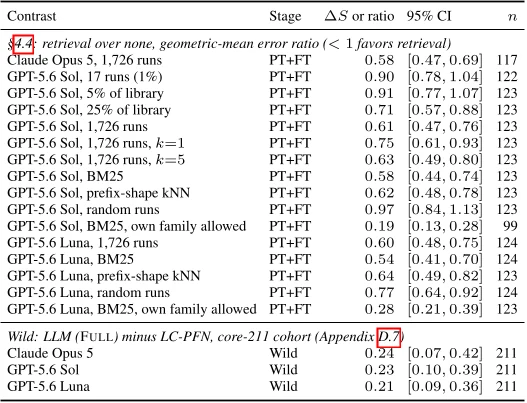 Contrast Stage ΔS or ratio 95% CI n
§4.4: retrieval over none, geometric-mean error ratio (< 1 favors retrieval)
Claude Opus 5, 1,726 runs PT+FT 0.58 [0.47, 0.69] 117
GPT-5.6 Sol, 17 runs (1%) PT+FT 0.90 [0.78, 1.04] 122
GPT-5.6 Sol, 5% of library PT+FT 0.91 [0.77, 1.07] 123
GPT-5.6 Sol, 25% of library PT+FT 0.71 [0.57, 0.88] 123
GPT-5.6 Sol, 1,726 runs PT+FT 0.61 [0.47, 0.76] 123
GPT-5.6 Sol, 1,726 runs, k=1 PT+FT 0.75 [0.61, 0.93] 123
GPT-5.6 Sol, 1,726 runs, k=5 PT+FT 0.63 [0.49, 0.80] 123
GPT-5.6 Sol, BM25 PT+FT 0.58 [0.44, 0.74] 123
GPT-5.6 Sol, prefix-shape kNN PT+FT 0.62 [0.48, 0.78] 123
GPT-5.6 Sol, random runs PT+FT 0.97 [0.84, 1.13] 123
GPT-5.6 Sol, BM25, own family allowed PT+FT 0.19 [0.13, 0.28] 99
GPT-5.6 Luna, 1,726 runs PT+FT 0.60 [0.48, 0.75] 124
GPT-5.6 Luna, BM25 PT+FT 0.54 [0.41, 0.70] 124
GPT-5.6 Luna, prefix-shape kNN PT+FT 0.64 [0.49, 0.82] 123
GPT-5.6 Luna, random runs PT+FT 0.77 [0.64, 0.92] 124
GPT-5.6 Luna, BM25, own family allowed PT+FT 0.28 [0.21, 0.39] 123
Wild: LLM (FULL) minus LC-PFN, core-211 cohort (Appendix D.7)
Claude Opus 5 Wild 0.24 [0.07, 0.42] 211
GPT-5.6 Sol Wild 0.23 [0.10, 0.39] 211
GPT-5.6 Luna Wild 0.21 [0.09, 0.36] 211